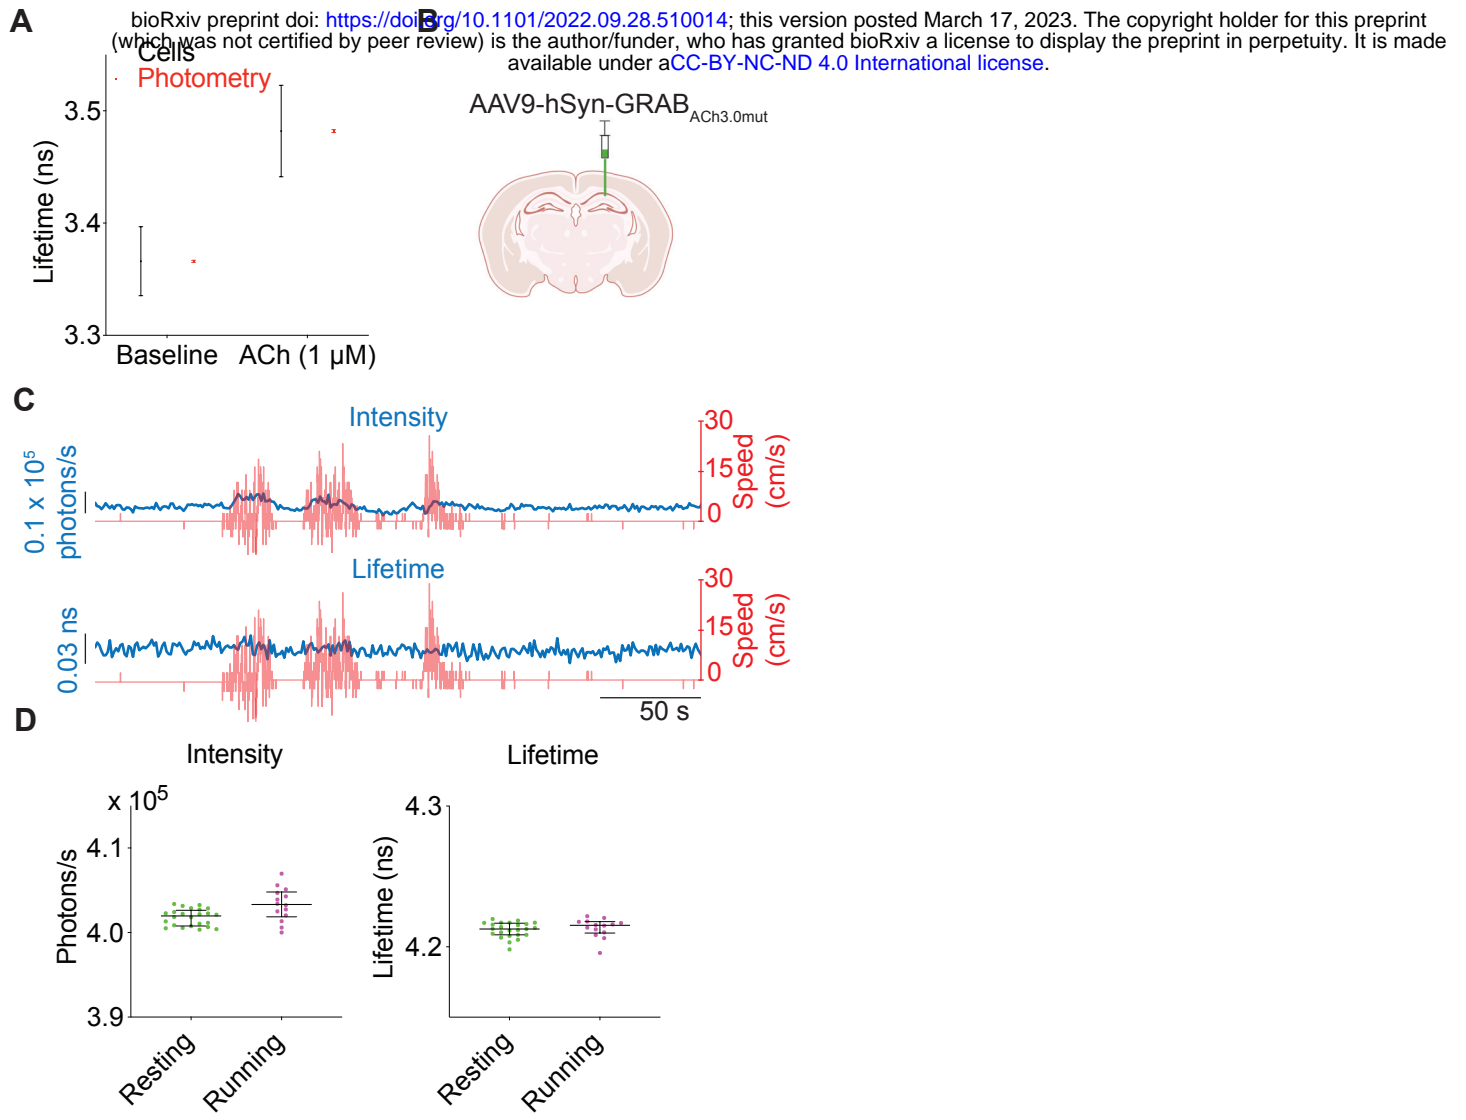 A
B
bioRxiv preprint doi: https://doi.org/10.1101/2022.09.28.510014; this version posted March 17, 2023. The copyright holder for this preprint
(which was not certified by peer review) is the author/funder, who has granted bioRxiv a license to display the preprint in perpetuity. It is made
available under aCC-BY-NC-ND 4.0 International license.
Cells
Photometry
Lifetime (ns)
3.5
3.4
3.3
Baseline
ACh (1 µM)
AAV9-hSyn-GRABACh3.0mut
C
Intensity
0.1 x 10⁵
photons/s
30
15
0
Speed
(cm/s)
Lifetime
0.03 ns
30
15
0
Speed
(cm/s)
50 s
D
Intensity
x 10⁵
Photons/s
4.1
4.0
3.9
Resting
Running
Lifetime
Lifetime (ns)
4.3
4.2
Resting
Running